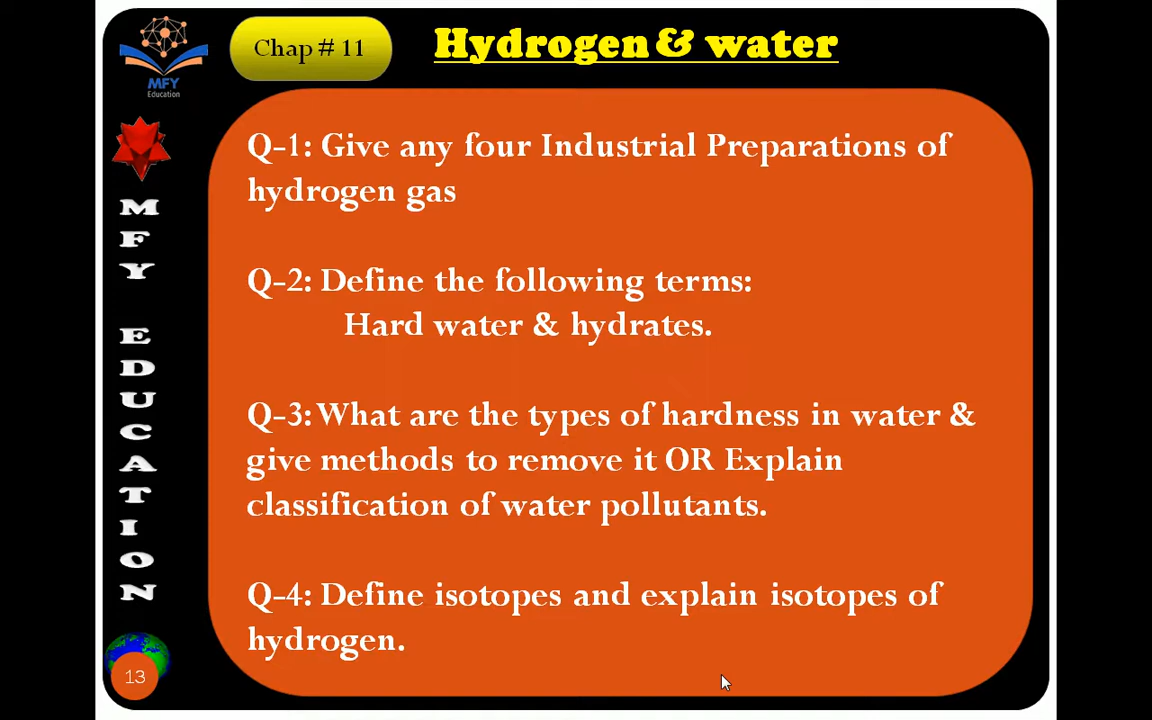 Chap # 11
Hydrogen & water
MFY
Education
MFY EDUCATION
Q-1: Give any four Industrial Preparations of
hydrogen gas
Q-2: Define the following terms:
Hard water & hydrates.
Q-3: What are the types of hardness in water &
give methods to remove it OR Explain
classification of water pollutants.
Q-4: Define isotopes and explain isotopes of
hydrogen.
13